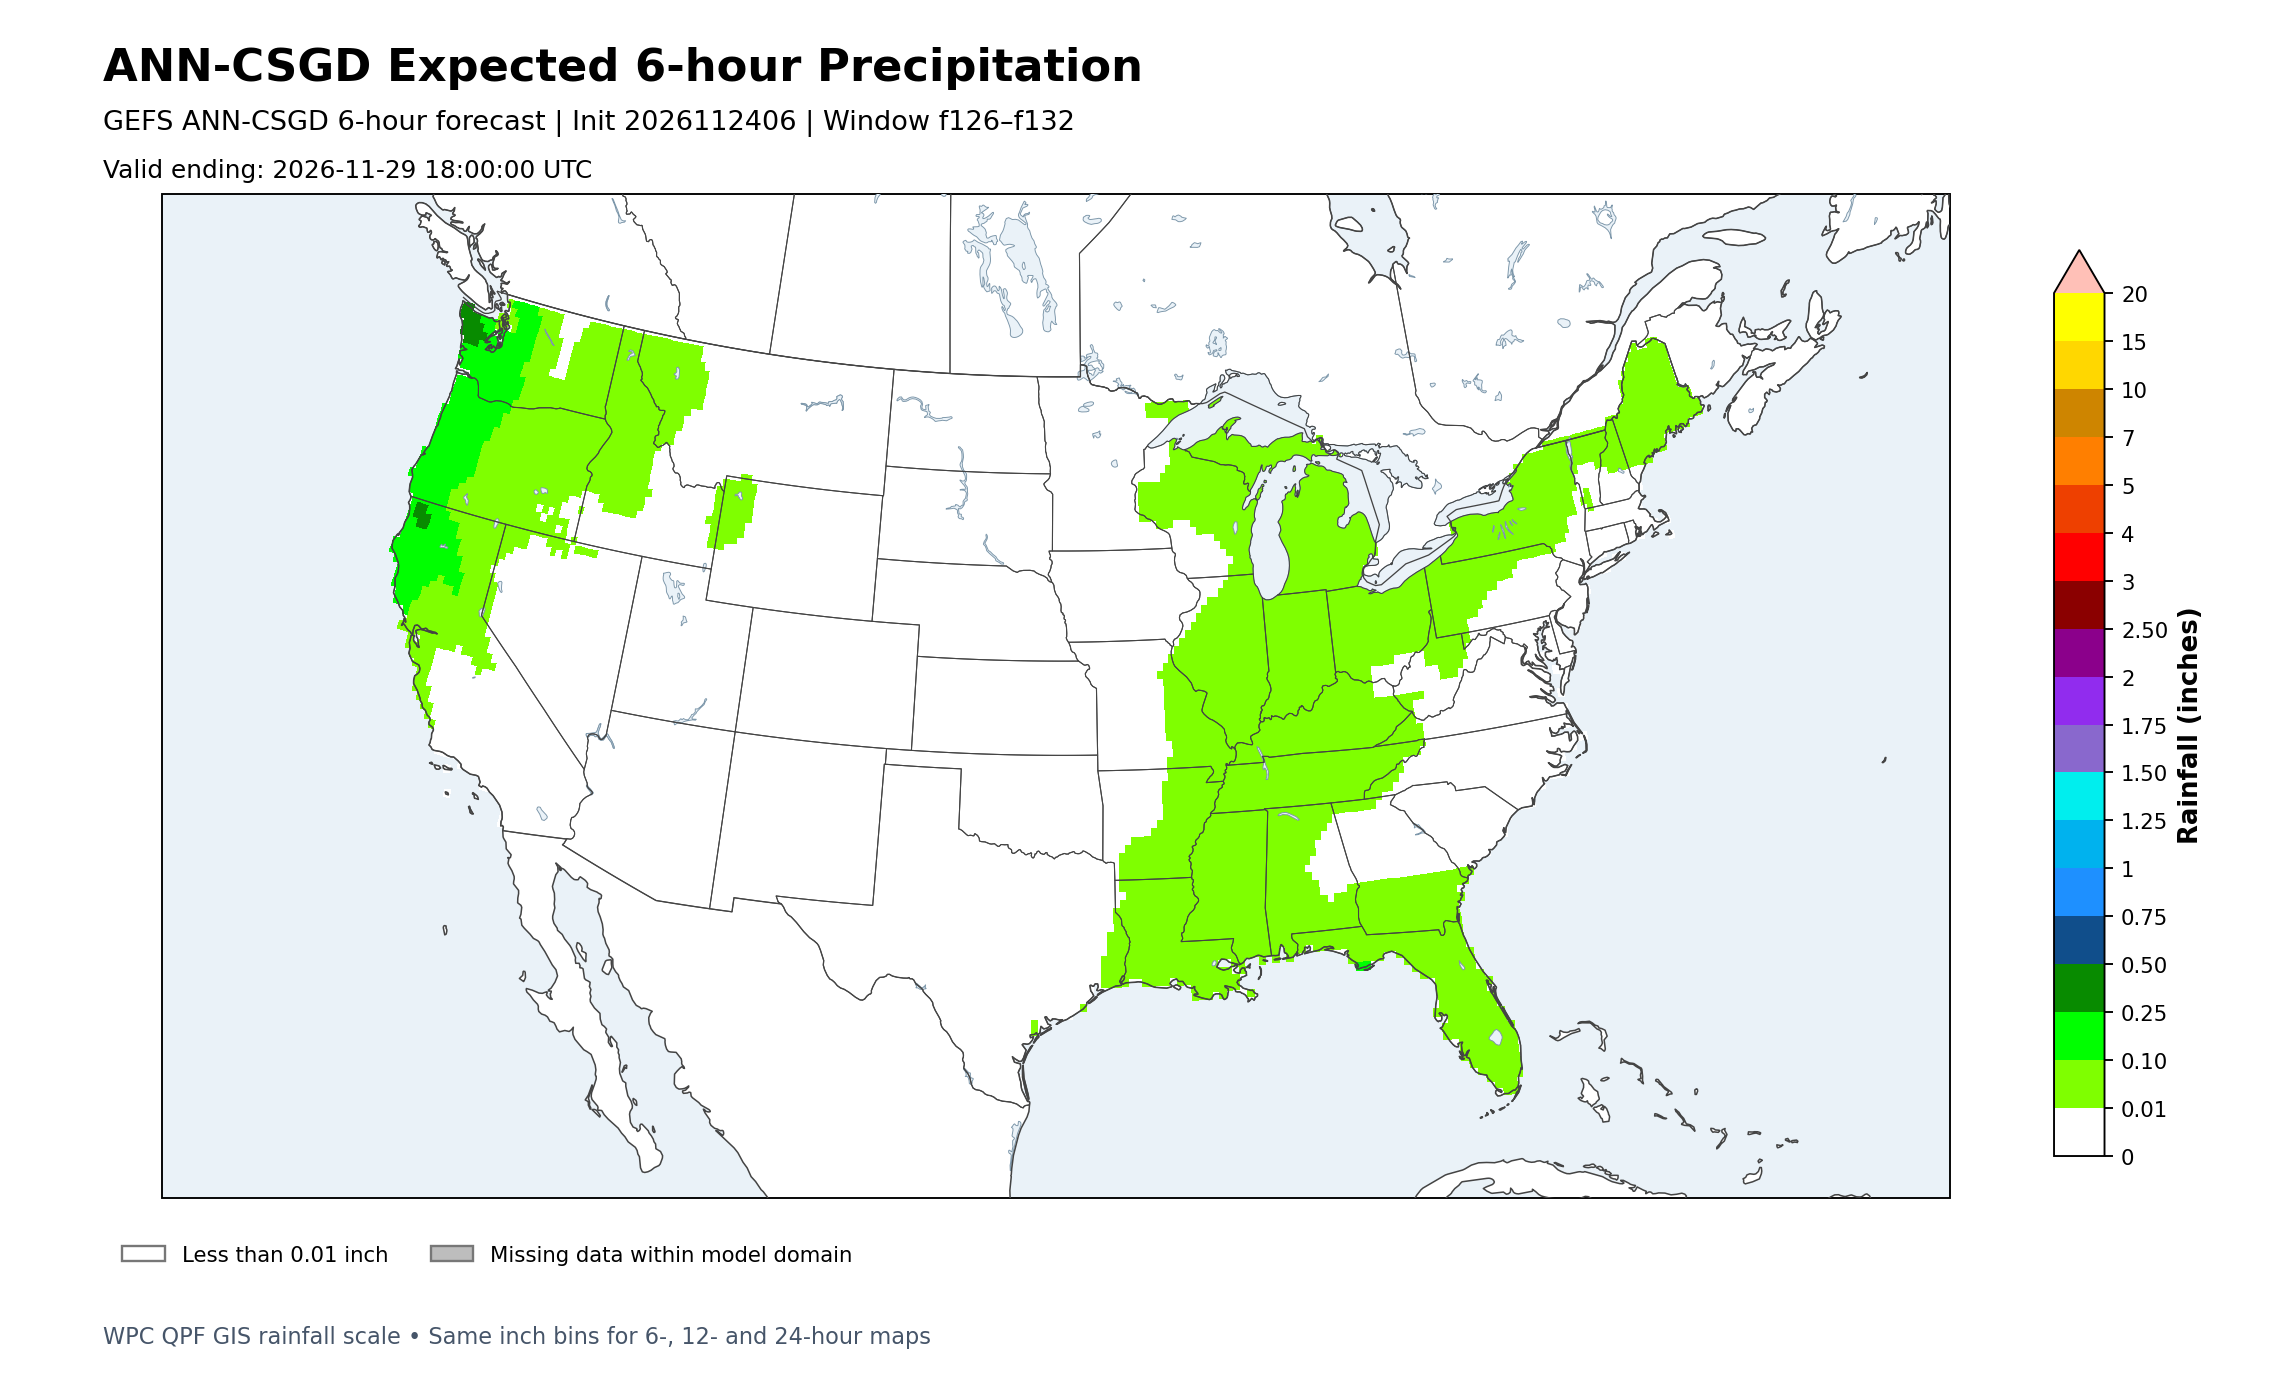 ANN-CSGD Expected 6-hour Precipitation
GEFS ANN-CSGD 6-hour forecast | Init 2026112406 | Window f126–f132
Valid ending: 2026-11-29 18:00:00 UTC
20
15
10
7
5
4
3
2.50
2
1.75
1.50
1.25
1
0.75
0.50
0.25
0.10
0.01
0
Rainfall (inches)
Less than 0.01 inch
Missing data within model domain
WPC QPF GIS rainfall scale • Same inch bins for 6-, 12- and 24-hour maps